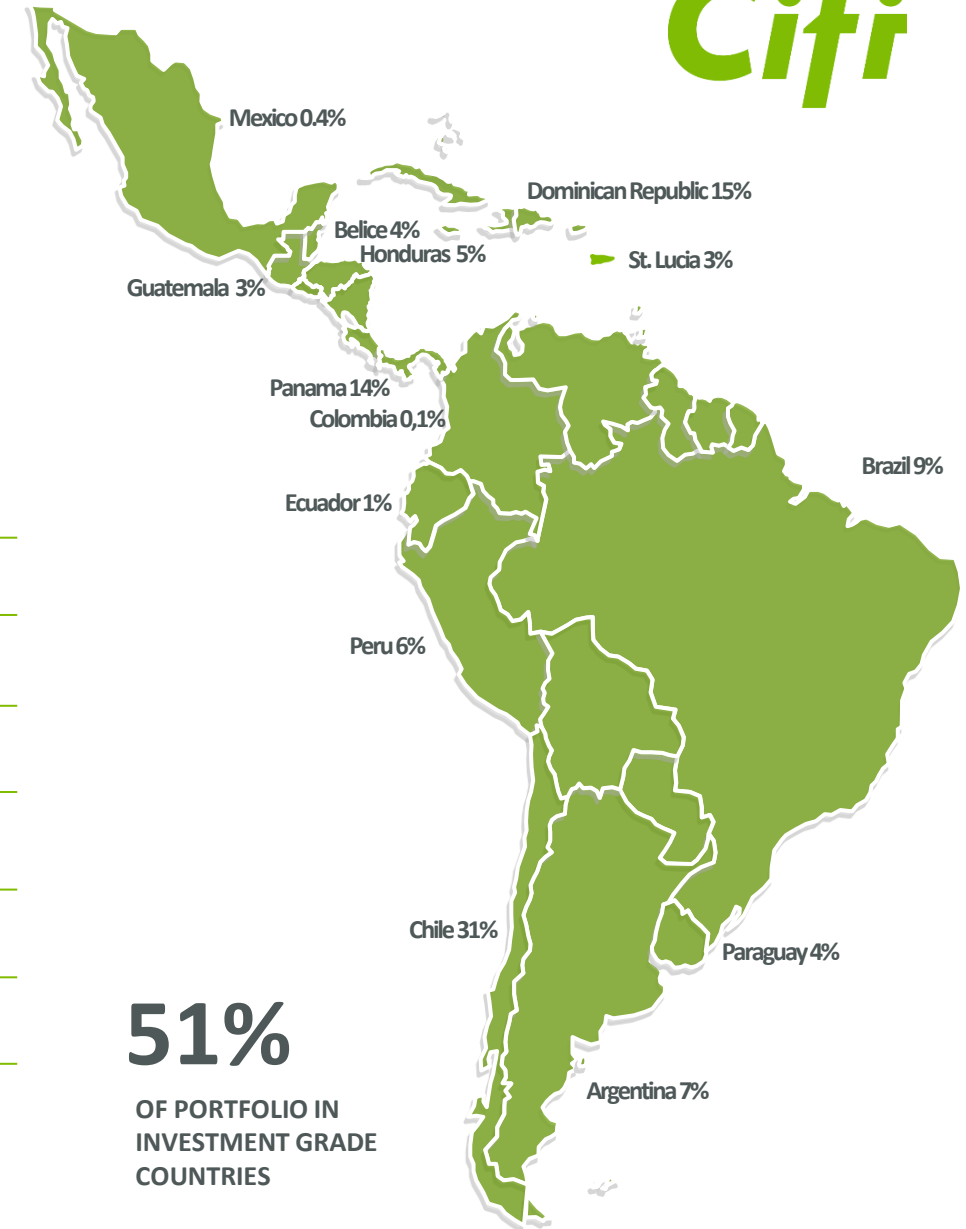 Cifi
Mexico 0.4%
Dominican Republic 15%
Belice 4%
Honduras 5%
St. Lucia 3%
Guatemala 3%
Panama 14%
Colombia 0,1%
Brazil 9%
Ecuador 1%
Peru 6%
Chile 31%
Paraguay 4%
51%
Argentina 7%
OF PORTFOLIO IN
INVESTMENT GRADE
COUNTRIES